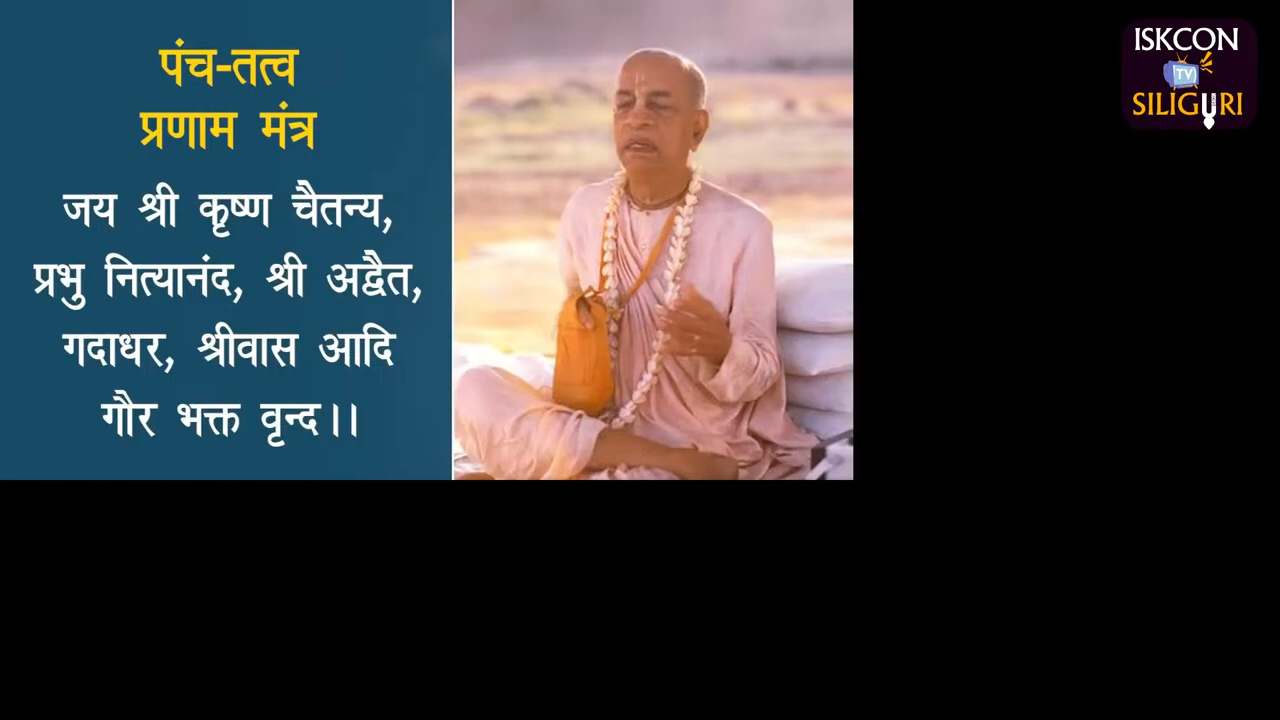 पंच-तत्व
प्रणाम मंत्र
जय श्री कृष्ण चैतन्य,
प्रभु नित्यानंद, श्री अद्वैत,
गदाधर, श्रीवास आदि
गौर भक्त वृन्द।।
ISKCON
TV
SILIGURI